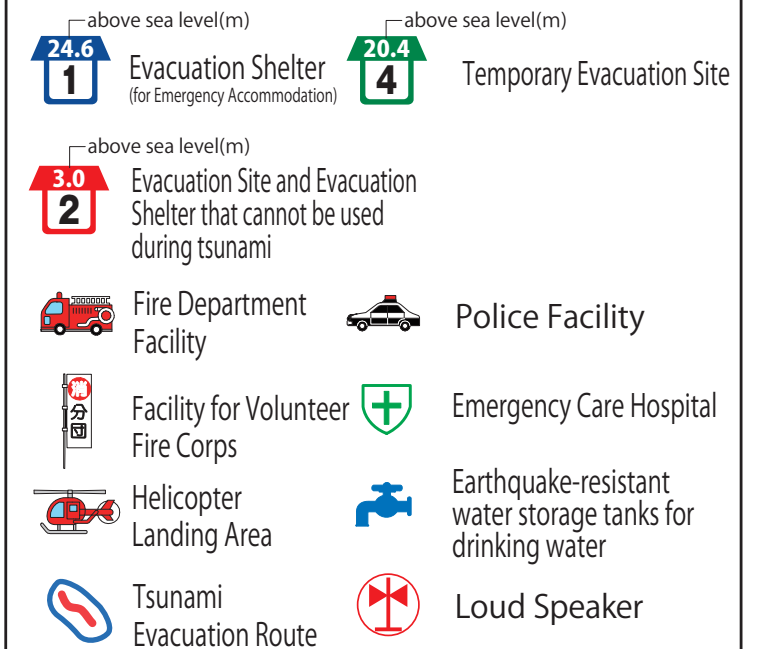 above sea level(m)
above sea level(m)
24.6
1
Evacuation Shelter
(for Emergency Accommodation)
20.4
4
Temporary Evacuation Site
above sea level(m)
3.0
2
Evacuation Site and Evacuation
Shelter that cannot be used
during tsunami
Fire Department
Facility
Police Facility
消
分
団
Facility for Volunteer
Fire Corps
Emergency Care Hospital
Helicopter
Landing Area
Earthquake-resistant
water storage tanks for
drinking water
Tsunami
Evacuation Route
Loud Speaker